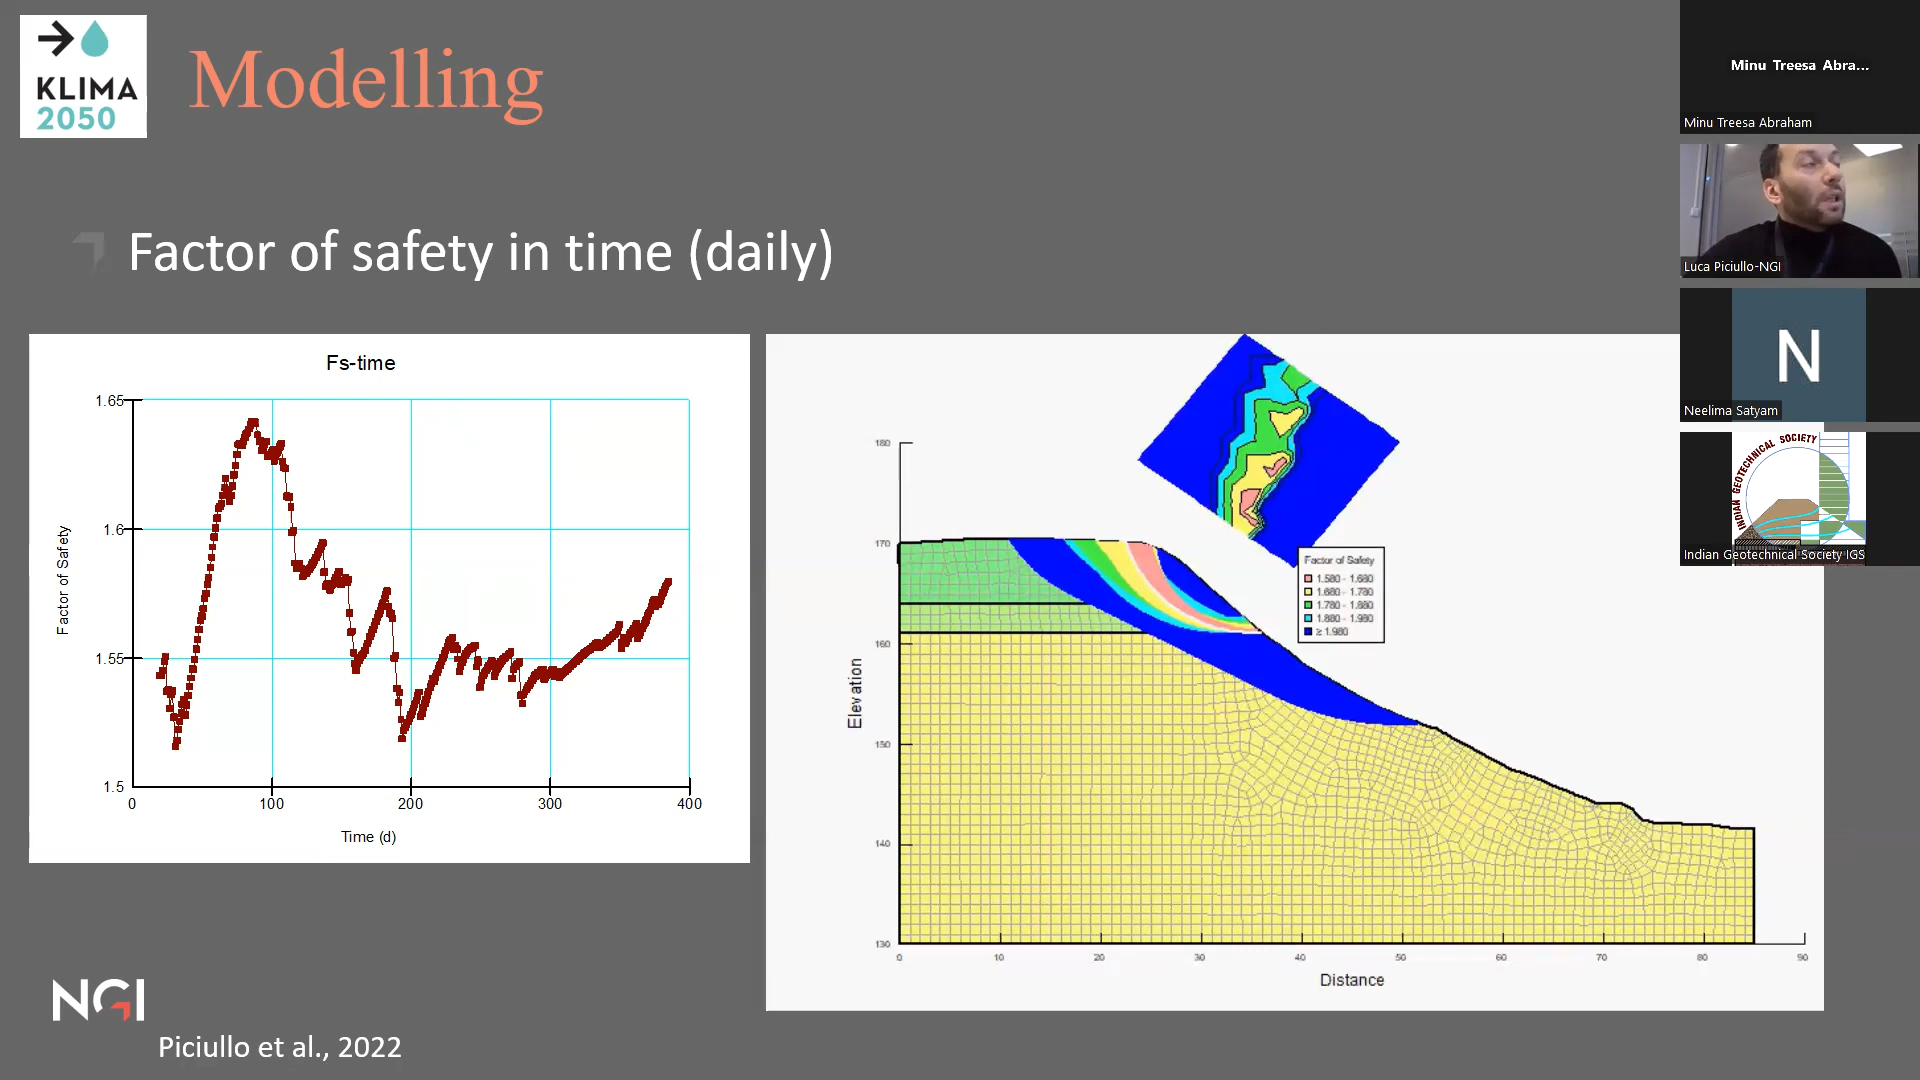 KLIMA
2050
Modelling
Factor of safety in time (daily)
Fs-time
1.65
1.6
1.55
1.5
0
100
200
300
400
Factor of Safety
Time (d)
180
170
160
150
140
130
0
10
20
30
40
50
60
70
80
90
Elevation
Distance
Factor of Safety
1.580 - 1.680
1.680 - 1.780
1.780 - 1.880
1.880 - 1.980
≥ 1.980
NGI
Piciullo et al., 2022
Minu Treesa Abra...
Minu Treesa Abraham
Luca Piciullo-NGI
N
Neelima Satyam
INDIAN GEOTECHNICAL SOCIETY
Indian Geotechnical Society IGS